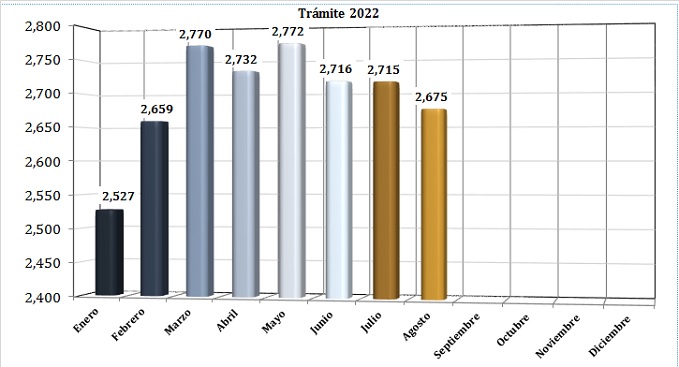 Trámite 2022
2,800
2,750
2,700
2,650
2,600
2,550
2,500
2,450
2,400
2,527
2,659
2,770
2,732
2,772
2,716
2,715
2,675
Enero
Febrero
Marzo
Abril
Mayo
Junio
Julio
Agosto
Septiembre
Octubre
Noviembre
Diciembre